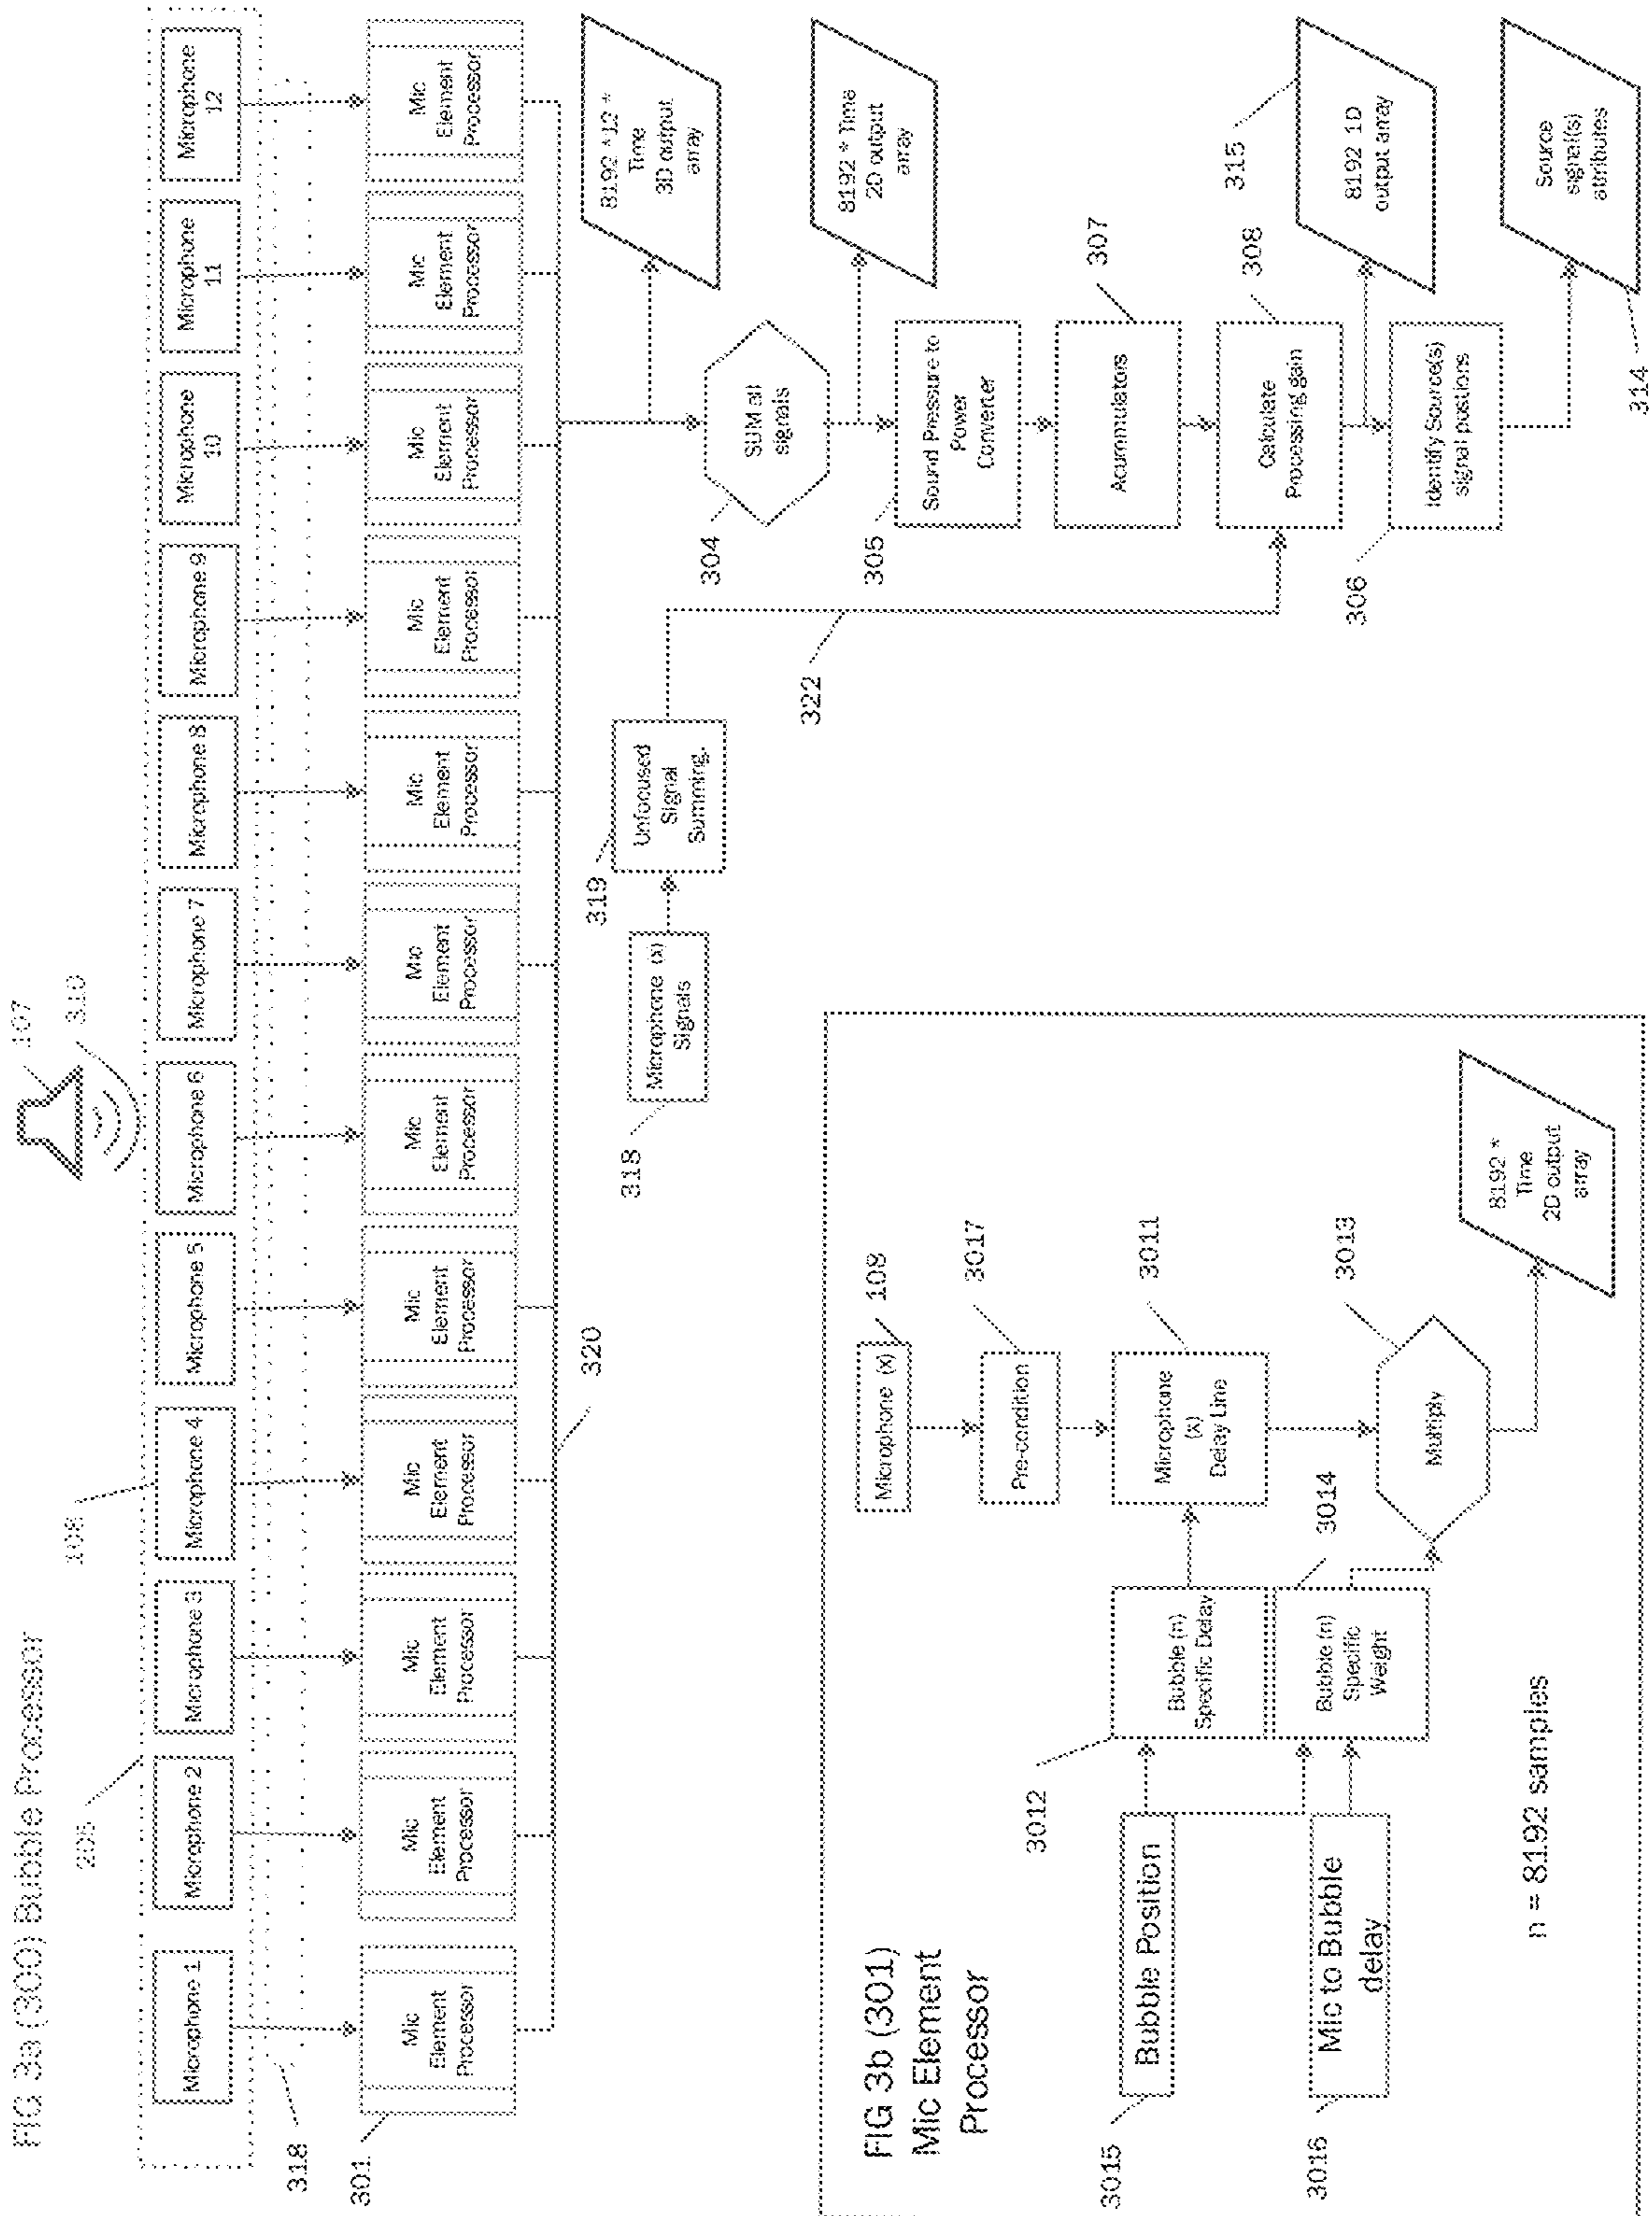 FIG 3a (300) Bubble Processor
107
310
205
108
Microphone 1
Microphone 2
Microphone 3
Microphone 4
Microphone 5
Microphone 6
Microphone 7
Microphone 8
Microphone 9
Microphone
10
Microphone
11
Microphone
12
318
301
Mic
Element
Processor
Mic
Element
Processor
Mic
Element
Processor
Mic
Element
Processor
Mic
Element
Processor
Mic
Element
Processor
Mic
Element
Processor
Mic
Element
Processor
Mic
Element
Processor
Mic
Element
Processor
Mic
Element
Processor
Mic
Element
Processor
320
8192 *12 *
Time
3D output
array
318
Microphone (x)
Signals
319
Unfocused
Signal
Summing.
322
304
SUM all
signals
8192 * Time
2D output
array
305
Sound Pressure to
Power
Converter
Acummulators
307
Calculate
Processing gain
308
315
8192 1D
output array
306
Identify Source(s)
signal postions
Source
signal(s)
attributes
314
FIG 3b (301)
Mic Element
Processor
Microphone (x)
108
Pre-condition
3017
3012
Bubble (n)
Specific Delay
Microphone
(x)
Delay Line
3011
3015
Bubble Position
Bubble (n)
Specific
Weight
3014
Multiply
3013
8192 *
Time
2D output
array
3016
Mic to Bubble
delay
n = 8192 samples